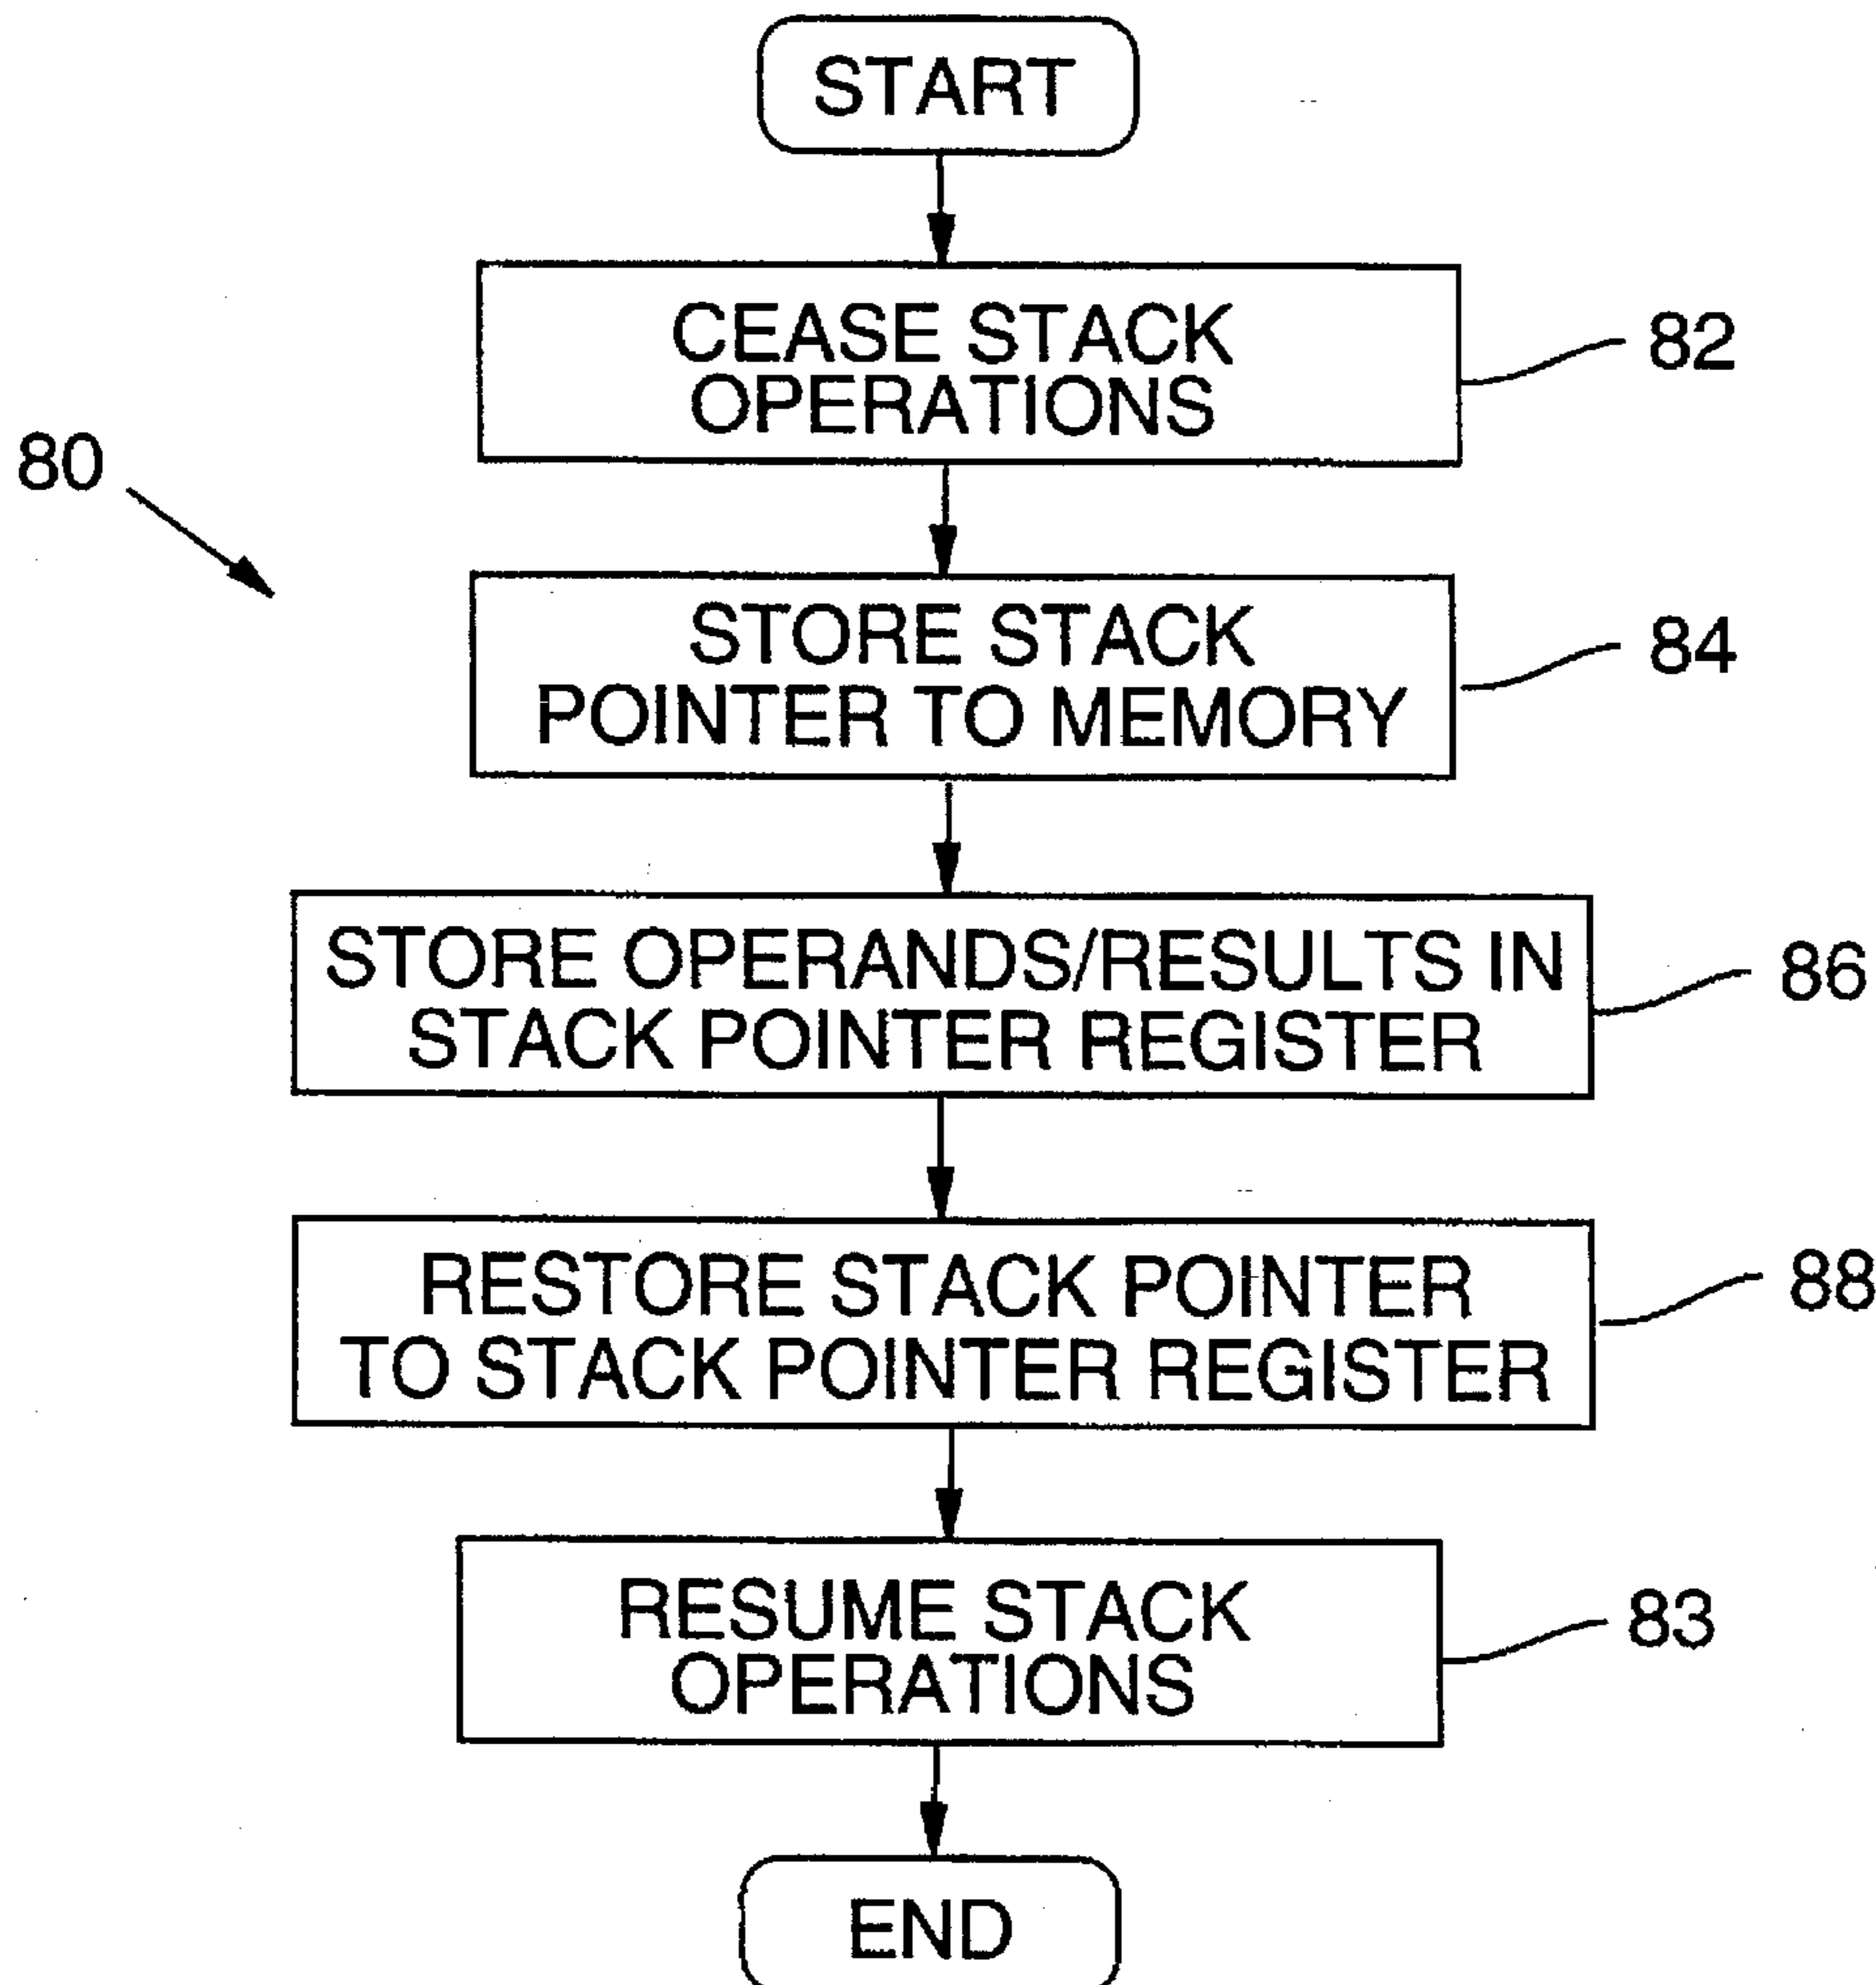 START
CEASE STACK
OPERATIONS
82
80
STORE STACK
POINTER TO MEMORY
84
STORE OPERANDS/RESULTS IN
STACK POINTER REGISTER
86
RESTORE STACK POINTER
TO STACK POINTER REGISTER
88
RESUME STACK
OPERATIONS
83
END